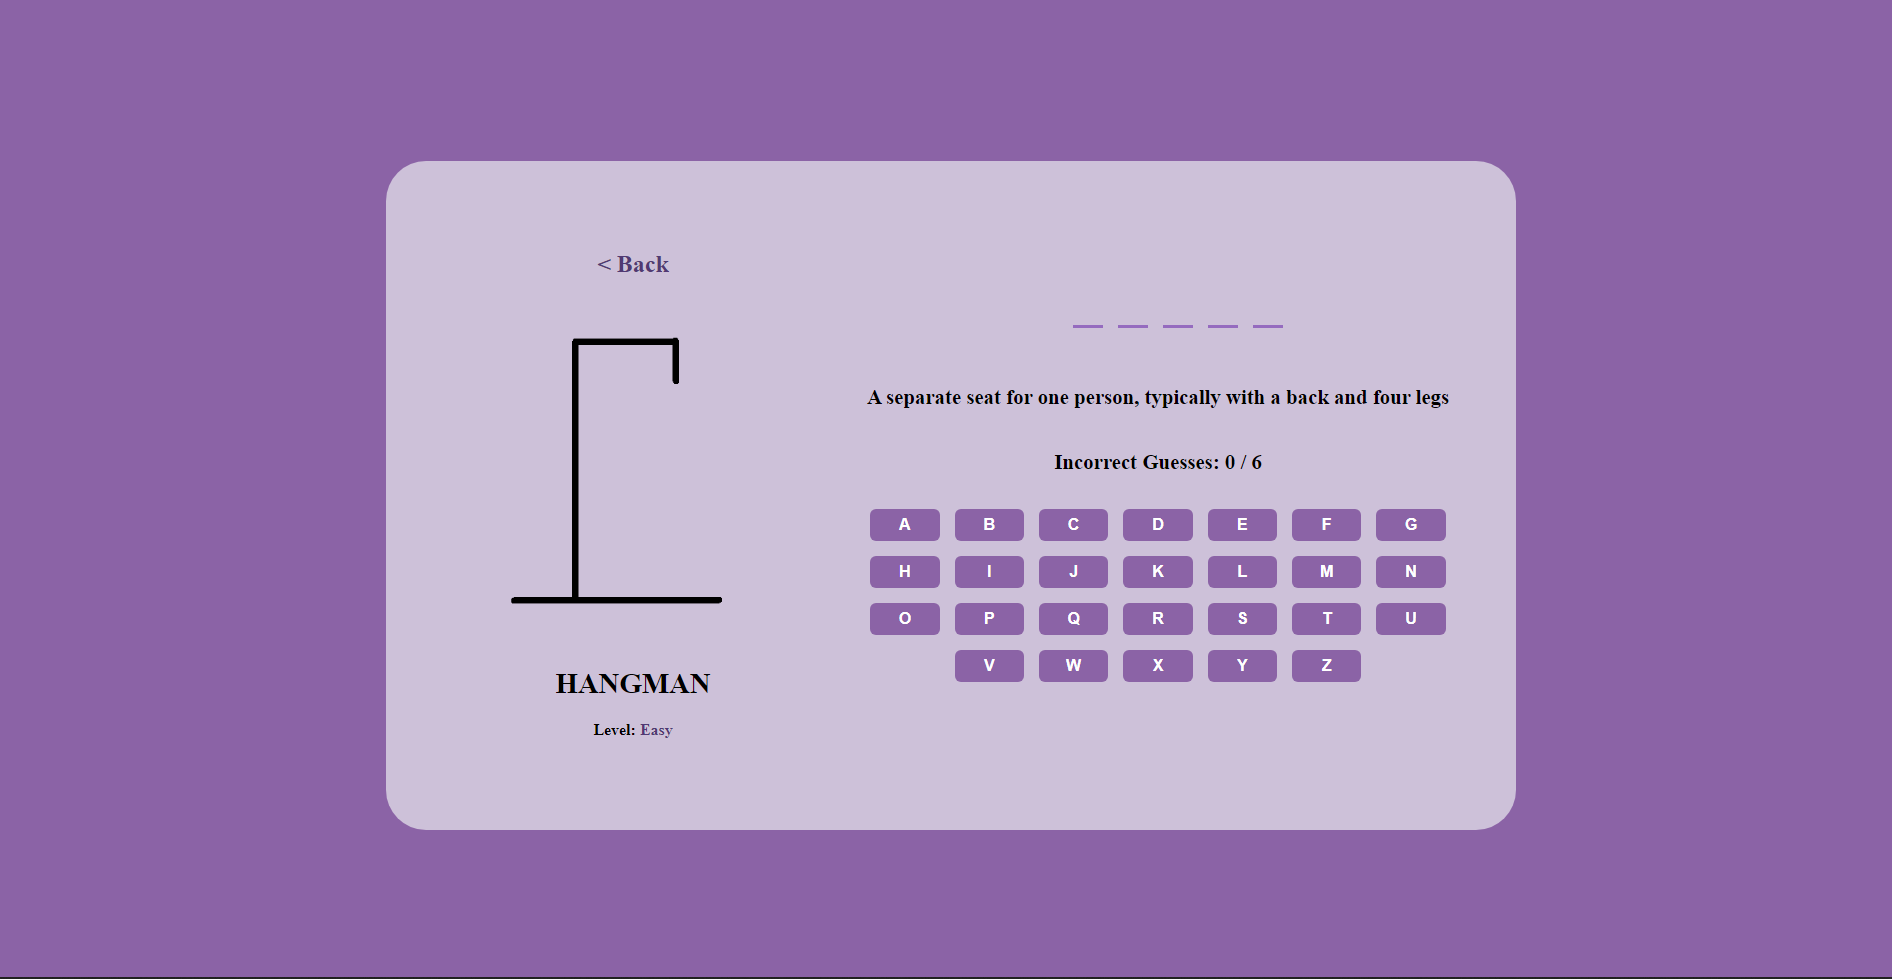 < Back
HANGMAN
Level: Easy
A separate seat for one person, typically with a back and four legs
Incorrect Guesses: 0 / 6
A B C D E F G
H I J K L M N
O P Q R S T U
V W X Y Z